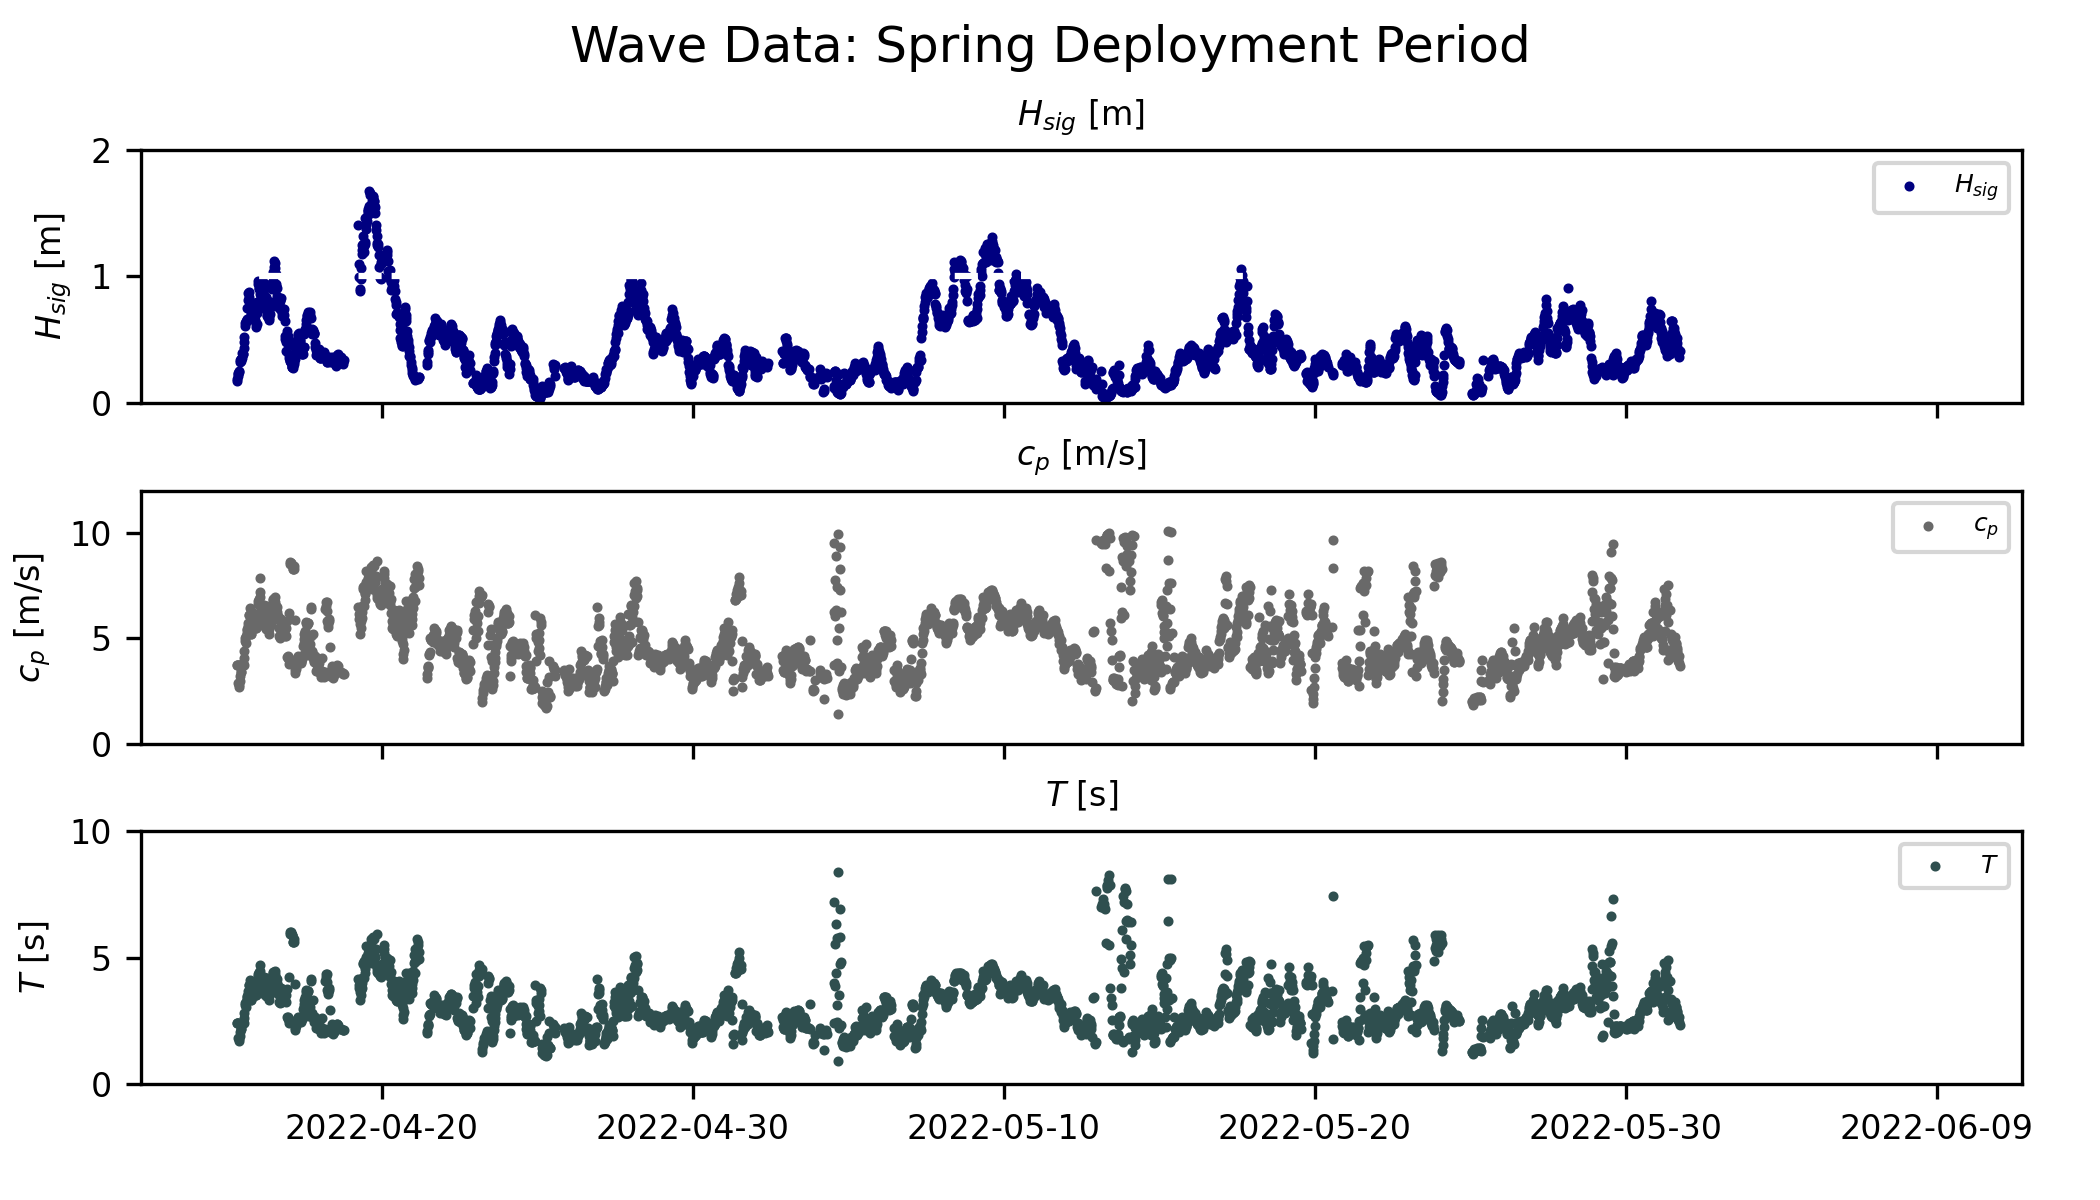 Wave Data: Spring Deployment Period
H_sig [m]
H_sig [m]
2
1
0
H_sig
c_p [m/s]
c_p [m/s]
10
5
0
c_p
T [s]
T [s]
10
5
0
T
2022-04-20 2022-04-30 2022-05-10 2022-05-20 2022-05-30 2022-06-09